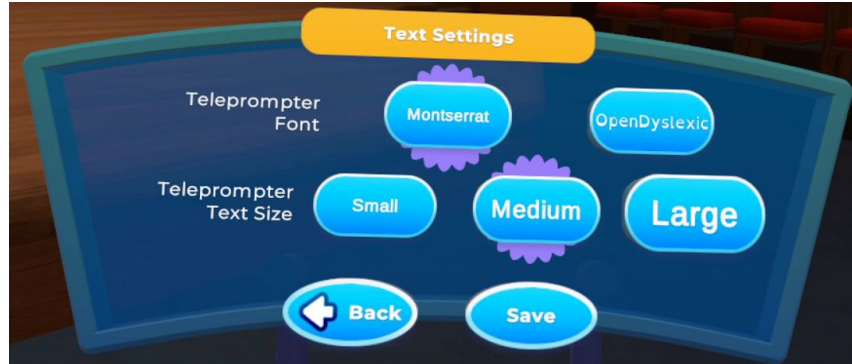 Text Settings
Teleprompter
Font
Montserrat
OpenDyslexic
Teleprompter
Text Size
Small
Medium
Large
Back
Save